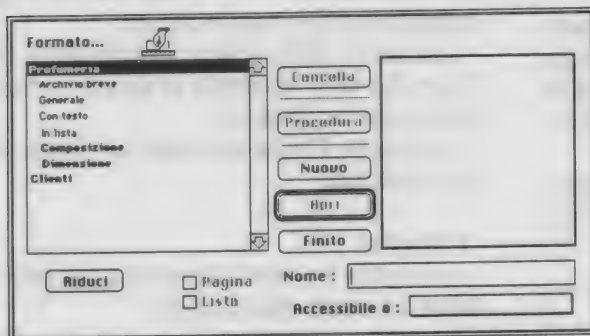 Formato...
Profumeria
Archivio breve
Generale
Con testo
In lista
Composizione
Dimensione
Clienti
Cancella
Procedura
Nuovo
Apri
Finito
Riduci
Pagina
Lista
Nome :
Accessibile a :